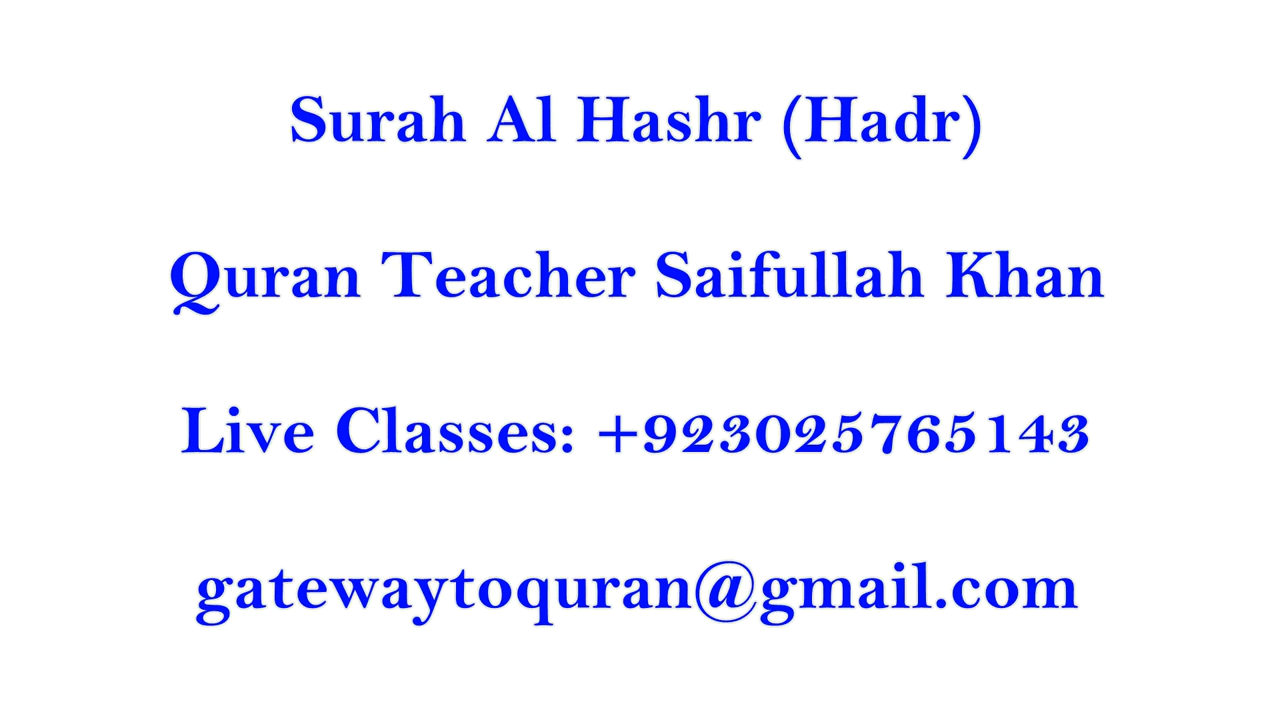 Surah Al Hashr (Hadr)
Quran Teacher Saifullah Khan
Live Classes: +923025765143
gatewaytoquran@gmail.com